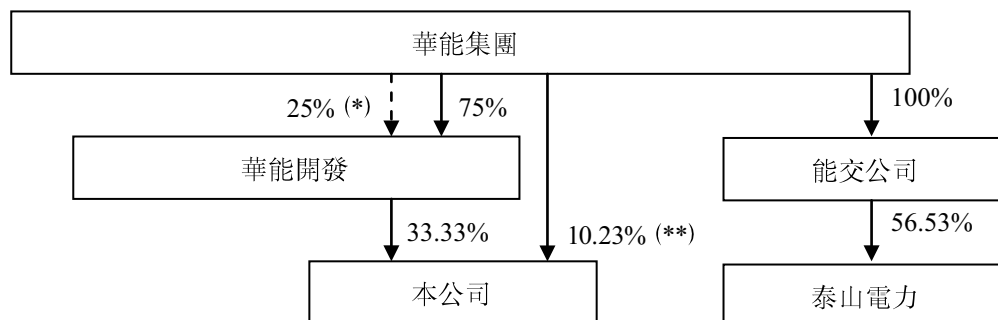 華能集團
25% (*)
75%
100%
華能開發
能交公司
33.33%
10.23% (**)
56.53%
本公司
泰山電力